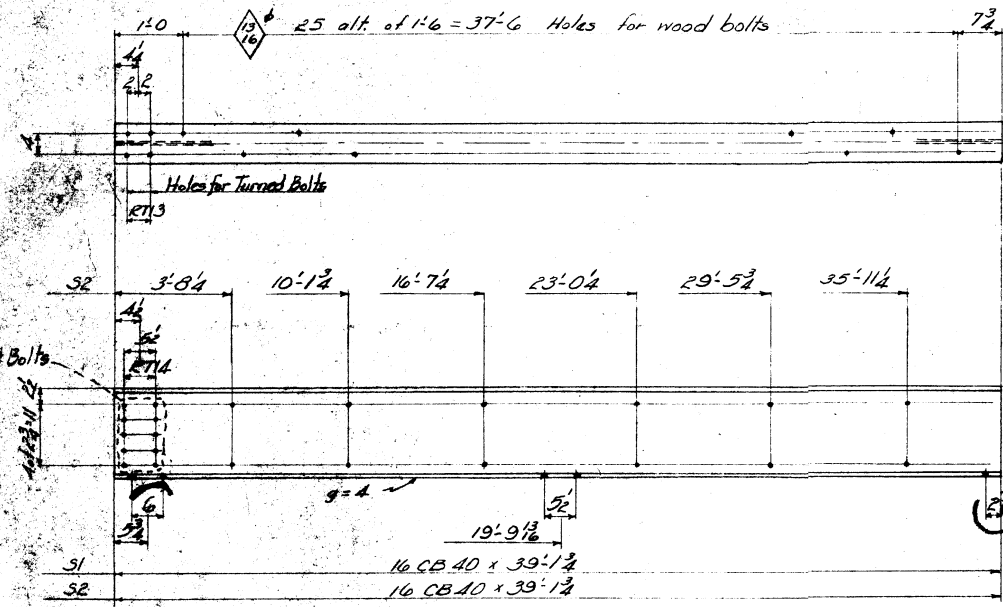 1'-0
13/16 ϕ 25 alt. of 1'-6 = 37'-6 Holes for wood bolts
7 3/4
4 1/4
2 2
4
Holes for Turned Bolts
RT13
S2 3'-8 1/4 10'-1 3/4 16'-7 1/4 23'-0 1/4 29'-5 3/4 35'-11 1/4
4 1/2
5 1/2
Bolts
RT14
g=4
6
5 1/2
2
5 3/4
19'-9 13/16
S1 16 CB 40 x 39'-1 3/4
S2 16 CB 40 x 39'-1 3/4